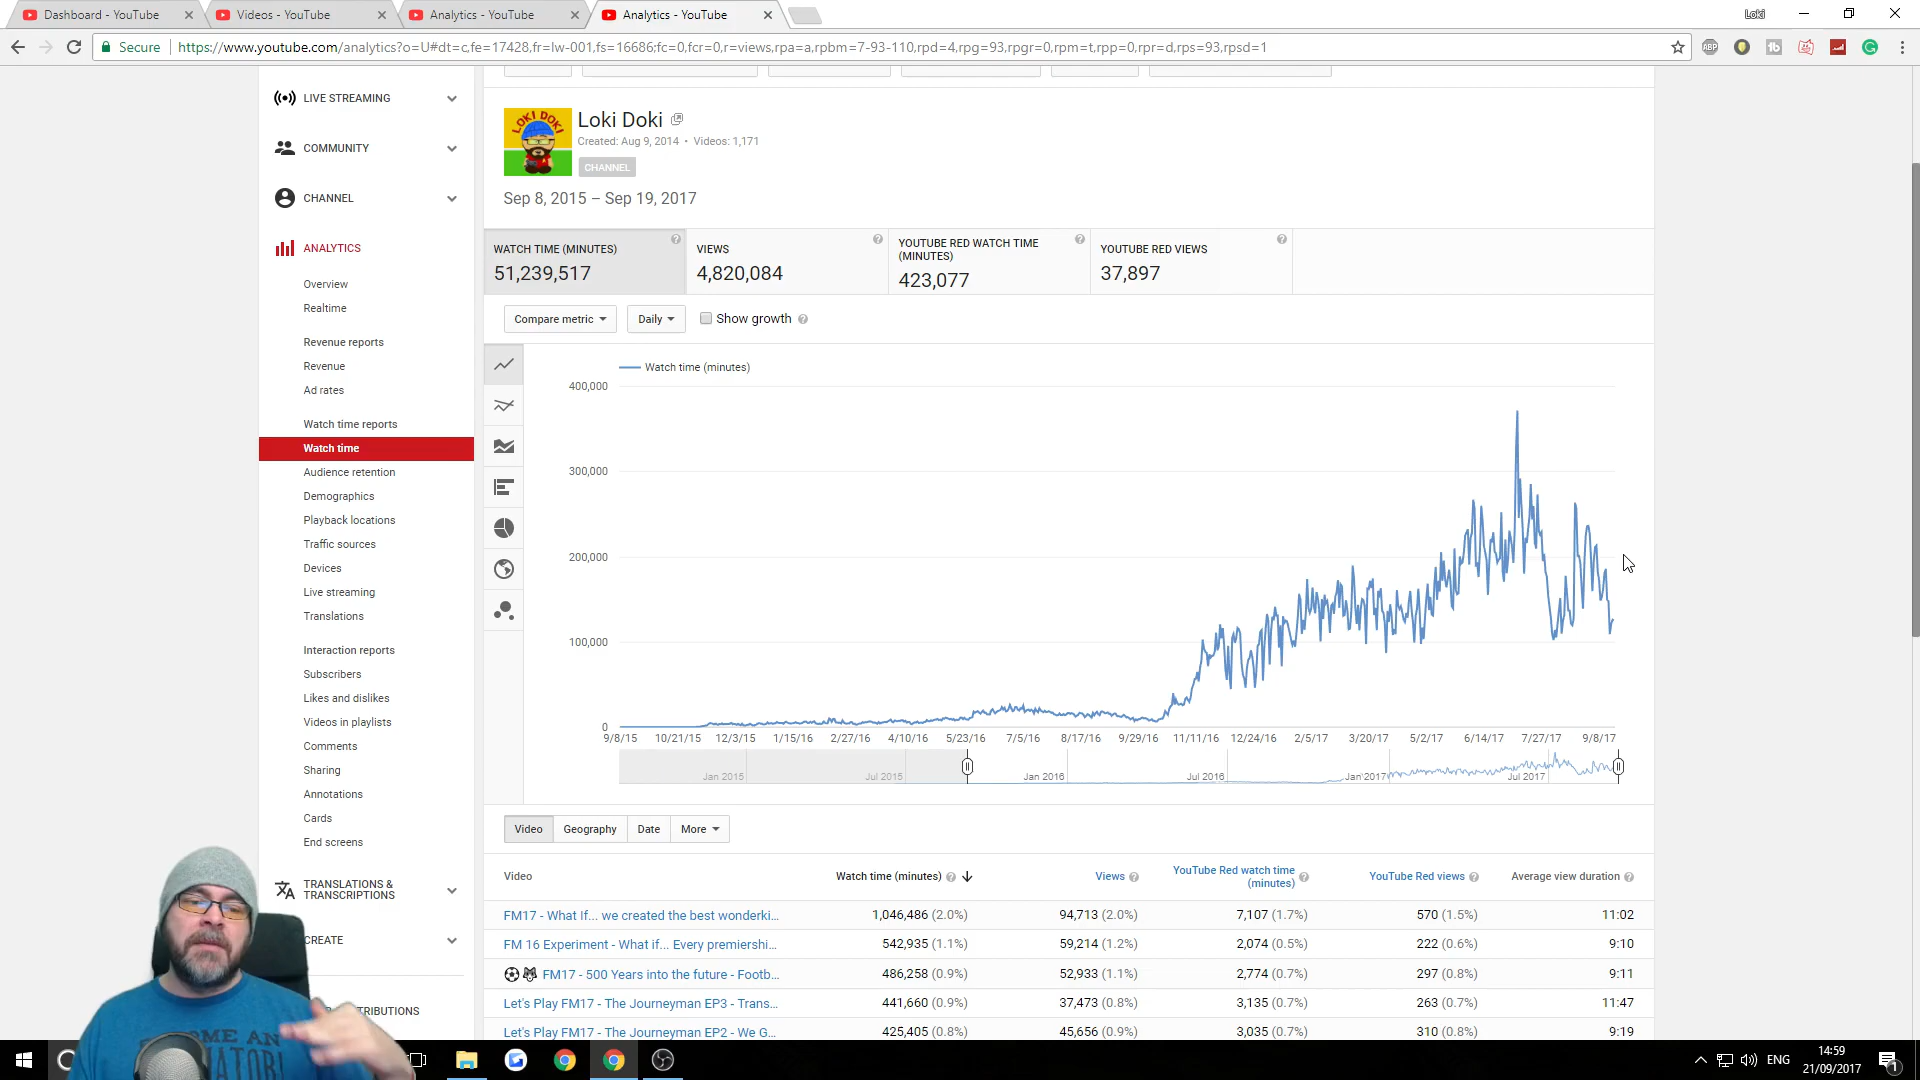 Dashboard - YouTube
Videos - YouTube
Analytics - YouTube
Analytics - YouTube
Loki
Secure
https://www.youtube.com/analytics?o=U#dt=c,fe=17428,fr=lw-001,fs=16686;fc=0,fcr=0,r=views,rpa=a,rpbm=7-93-110,rpd=4,rpg=93,rpgr=0,rpm=t,rpp=0,rpr=d,rps=93,rpsd=1
ABP
LIVE STREAMING
COMMUNITY
CHANNEL
ANALYTICS
Overview
Realtime
Revenue reports
Revenue
Ad rates
Watch time reports
Watch time
Audience retention
Demographics
Playback locations
Traffic sources
Devices
Live streaming
Translations
Interaction reports
Subscribers
Likes and dislikes
Videos in playlists
Comments
Sharing
Annotations
Cards
End screens
TRANSLATIONS &
TRANSCRIPTIONS
CREATE
LOKI DOKI
Loki Doki
Created: Aug 9, 2014 • Videos: 1,171
CHANNEL
Sep 8, 2015 – Sep 19, 2017
WATCH TIME (MINUTES)
51,239,517
VIEWS
4,820,084
YOUTUBE RED WATCH TIME
(MINUTES)
423,077
YOUTUBE RED VIEWS
37,897
Compare metric
Daily
Show growth
Watch time (minutes)
400,000
300,000
200,000
100,000
0
9/8/15 10/21/15 12/3/15 1/15/16 2/27/16 4/10/16 5/23/16 7/5/16 8/17/16 9/29/16 11/11/16 12/24/16 2/5/17 3/20/17 5/2/17 6/14/17 7/27/17 9/8/17
Jan 2015 Jul 2015 Jan 2016 Jul 2016 Jan 2017 Jul 2017
Video Geography Date More
Video Watch time (minutes) Views YouTube Red watch time (minutes) YouTube Red views Average view duration
FM17 - What If... we created the best wonderki... 1,046,486 (2.0%) 94,713 (2.0%) 7,107 (1.7%) 570 (1.5%) 11:02
FM 16 Experiment - What if... Every premiershi... 542,935 (1.1%) 59,214 (1.2%) 2,074 (0.5%) 222 (0.6%) 9:10
FM17 - 500 Years into the future - Footb... 486,258 (0.9%) 52,933 (1.1%) 2,774 (0.7%) 297 (0.8%) 9:11
Let's Play FM17 - The Journeyman EP3 - Trans... 441,660 (0.9%) 37,473 (0.8%) 3,135 (0.7%) 263 (0.7%) 11:47
Let's Play FM17 - The Journeyman EP2 - We G... 425,405 (0.8%) 45,656 (0.9%) 3,035 (0.7%) 310 (0.8%) 9:19
ENG
14:59
21/09/2017
1